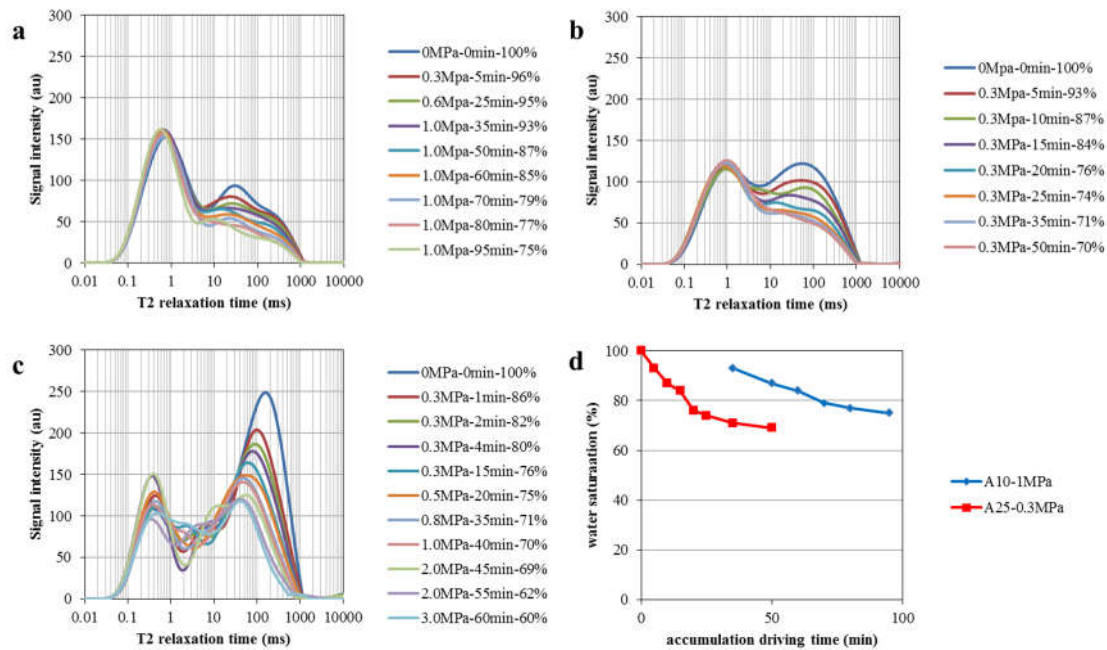 a
300
250
200
150
100
50
0
Signal intensity (au)
0.01 0.1 1 10 100 1000 10000
T2 relaxation time (ms)
0MPa-0min-100%
0.3Mpa-5min-96%
0.6Mpa-25min-95%
1.0Mpa-35min-93%
1.0Mpa-50min-87%
1.0Mpa-60min-85%
1.0Mpa-70min-79%
1.0Mpa-80min-77%
1.0Mpa-95min-75%
b
300
250
200
150
100
50
0
Signal intensity (au)
0.01 0.1 1 10 100 1000 10000
T2 relaxation time (ms)
0Mpa-0min-100%
0.3Mpa-5min-93%
0.3Mpa-10min-87%
0.3MPa-15min-84%
0.3MPa-20min-76%
0.3MPa-25min-74%
0.3MPa-35min-71%
0.3MPa-50min-70%
c
300
250
200
150
100
50
0
Signal intensity (au)
0.01 0.1 1 10 100 1000 10000
T2 relaxation time (ms)
0MPa-0min-100%
0.3MPa-1min-86%
0.3MPa-2min-82%
0.3MPa-4min-80%
0.3MPa-15min-76%
0.5MPa-20min-75%
0.8MPa-35min-71%
1.0MPa-40min-70%
2.0MPa-45min-69%
2.0MPa-55min-62%
3.0MPa-60min-60%
d
100
80
60
40
20
0
water saturaation (%)
0 50 100
accumulation driving time (min)
A10-1MPa
A25-0.3MPa